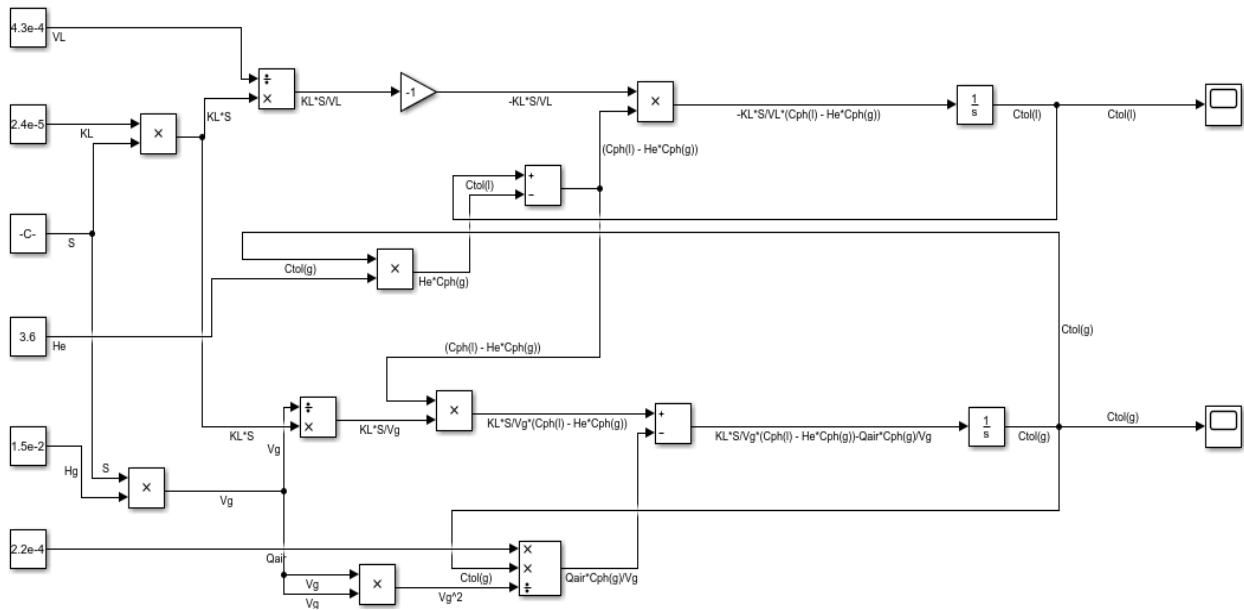 4.3e-4
VL
÷
×
KL*S/VL
-1
-KL*S/VL
×
-KL*S/VL*(Cph(l) - He*Cph(g))
1
s
Ctol(l)
Ctol(l)
2.4e-5
KL
×
KL*S
(Cph(l) - He*Cph(g))
+
−
Ctol(l)
-C-
S
Ctol(g)
×
He*Cph(g)
3.6
He
Ctol(g)
(Cph(l) - He*Cph(g))
÷
×
KL*S
Vg
KL*S/Vg
×
KL*S/Vg*(Cph(l) - He*Cph(g))
+
−
KL*S/Vg*(Cph(l) - He*Cph(g))-Qair*Cph(g)/Vg
1
s
Ctol(g)
Ctol(g)
1.5e-2
Hg
S
×
Vg
2.2e-4
Qair
×
×
÷
Ctol(g)
Qair*Cph(g)/Vg
Vg
Vg
×
Vg^2